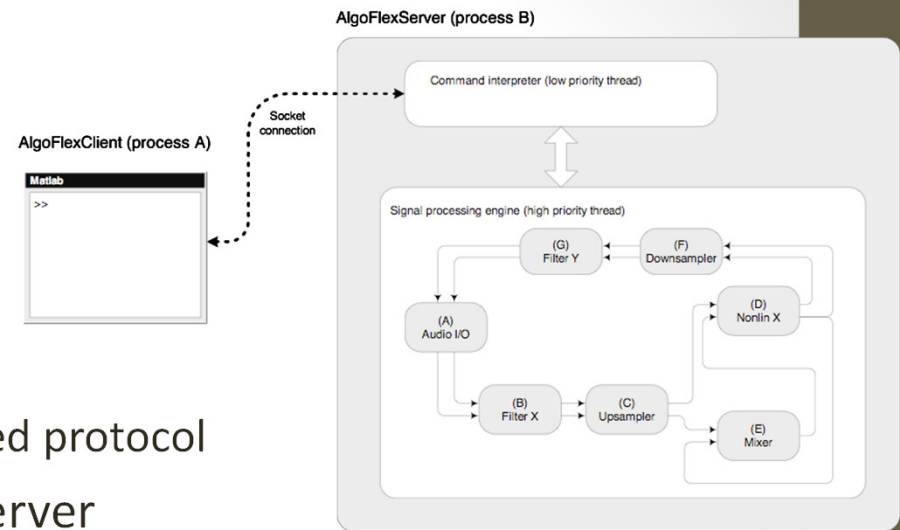 AlgoFlexServer (process B)
Command interpreter (low priority thread)
Socket
connection
AlgoFlexClient (process A)
Matlab
>>
Signal processing engine (high priority thread)
(G)
Filter Y
(F)
Downsampler
(A)
Audio I/O
(D)
Nonlin X
(B)
Filter X
(C)
Upsampler
(E)
Mixer
ed protocol
erver